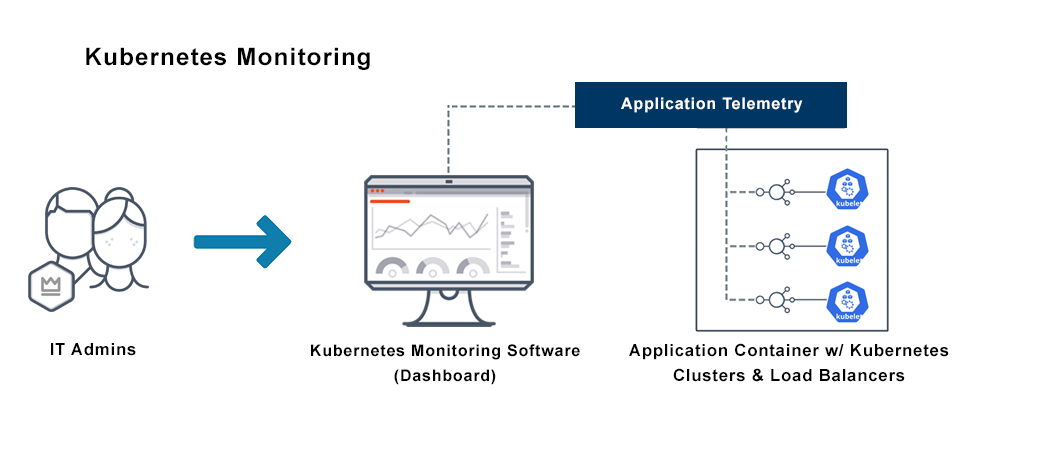 Kubernetes Monitoring
Application Telemetry
kubelet
kubelet
kubelet
IT Admins
Kubernetes Monitoring Software
(Dashboard)
Application Container w/ Kubernetes
Clusters & Load Balancers